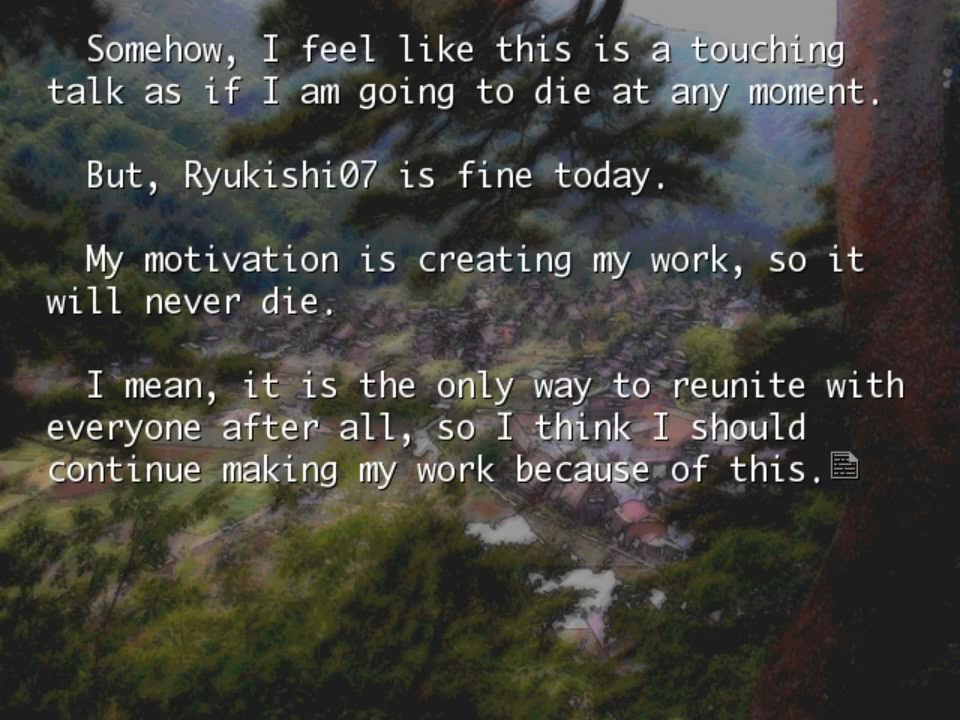 Somehow, I feel like this is a touching
talk as if I am going to die at any moment.
But, Ryukishi07 is fine today.
My motivation is creating my work, so it
will never die.
I mean, it is the only way to reunite with
everyone after all, so I think I should
continue making my work because of this.